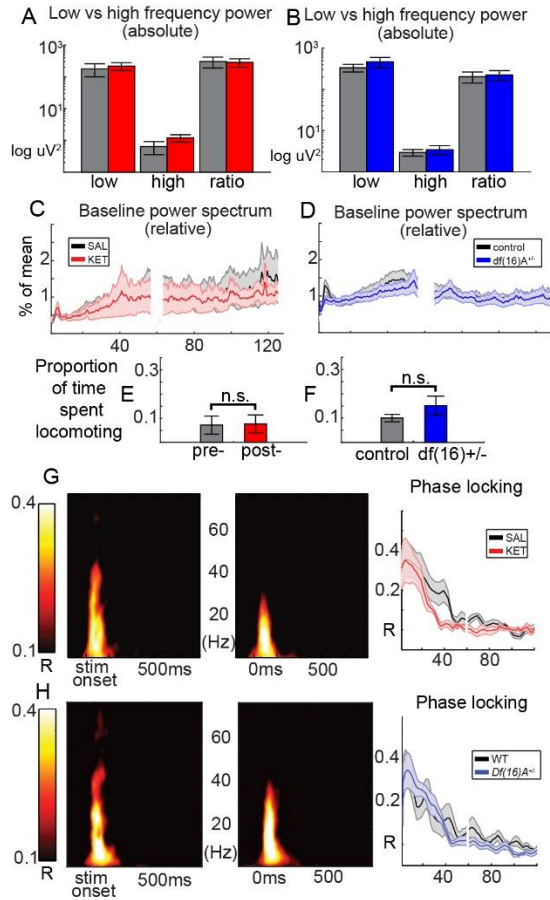 A Low vs high frequency power
(absolute)
10³
10¹
log uV²
low high ratio
B Low vs high frequency power
(absolute)
10³
10¹
log uV²
low high ratio
C Baseline power spectrum
(relative)
SAL
KET
% of mean
2
1
40 80 120
D Baseline power spectrum
(relative)
control
df(16)A+/-
2
1
Proportion
of time
spent
locomoting
E
0.3
0.1
n.s.
pre- post-
F
0.3
0.1
n.s.
control df(16)+/-
G
0.4
0.1
R
stim
onset 500ms
60
40
20
(Hz)
0ms 500
Phase locking
SAL
KET
0.4
0.2
R
40 80
H
0.4
0.1
R
stim
onset 500ms
60
40
20
(Hz)
0ms 500
Phase locking
WT
Df(16)A+/-
0.4
0.2
R
40 80 120